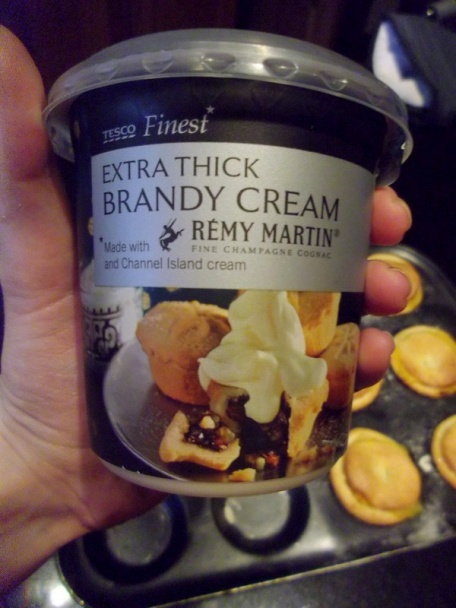 TESCO Finest*
EXTRA THICK
BRANDY CREAM
Made with RÉMY MARTIN®
FINE CHAMPAGNE COGNAC
and Channel Island cream